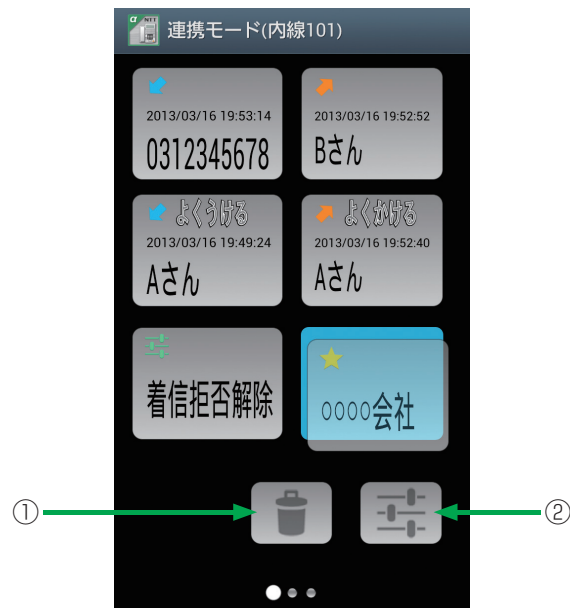 α NTT
連携モード(内線101)
2013/03/16 19:53:14
0312345678
2013/03/16 19:52:52
Bさん
よくうける
2013/03/16 19:49:24
Aさん
よくかける
2013/03/16 19:52:40
Aさん
着信拒否解除
○○○○会社
①
②